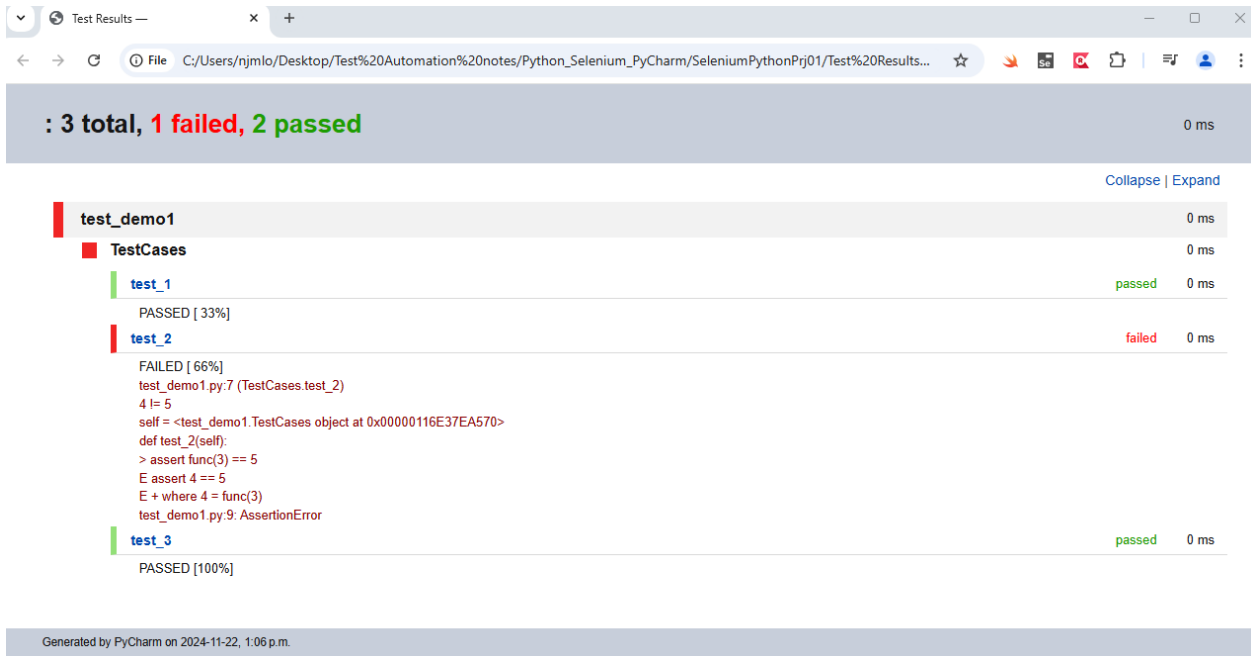 Test Results —
File C:/Users/njmlo/Desktop/Test%20Automation%20notes/Python_Selenium_PyCharm/SeleniumPythonPrj01/Test%20Results...
Se
: 3 total, 1 failed, 2 passed 0 ms
Collapse | Expand
test_demo1 0 ms
TestCases 0 ms
test_1 passed 0 ms
PASSED [ 33%]
test_2 failed 0 ms
FAILED [ 66%]
test_demo1.py:7 (TestCases.test_2)
4 != 5
self = <test_demo1.TestCases object at 0x00000116E37EA570>
def test_2(self):
> assert func(3) == 5
E assert 4 == 5
E + where 4 = func(3)
test_demo1.py:9: AssertionError
test_3 passed 0 ms
PASSED [100%]
Generated by PyCharm on 2024-11-22, 1:06 p.m.